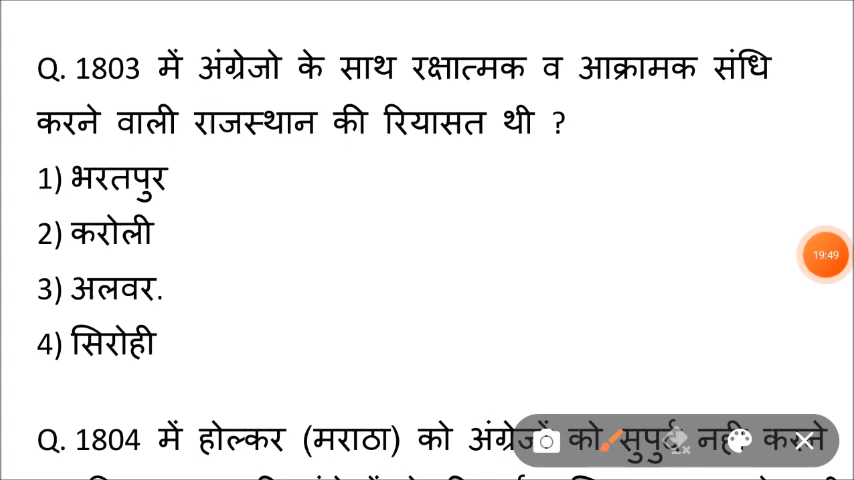 Q. 1803 में अंग्रेजो के साथ रक्षात्मक व आक्रामक संधि
करने वाली राजस्थान की रियासत थी ?
1) भरतपुर
2) करोली
3) अलवर.
4) सिरोही
19:49
Q. 1804 में होल्कर (मराठा) को अंग्रेजों को सुपुर्द नही करने